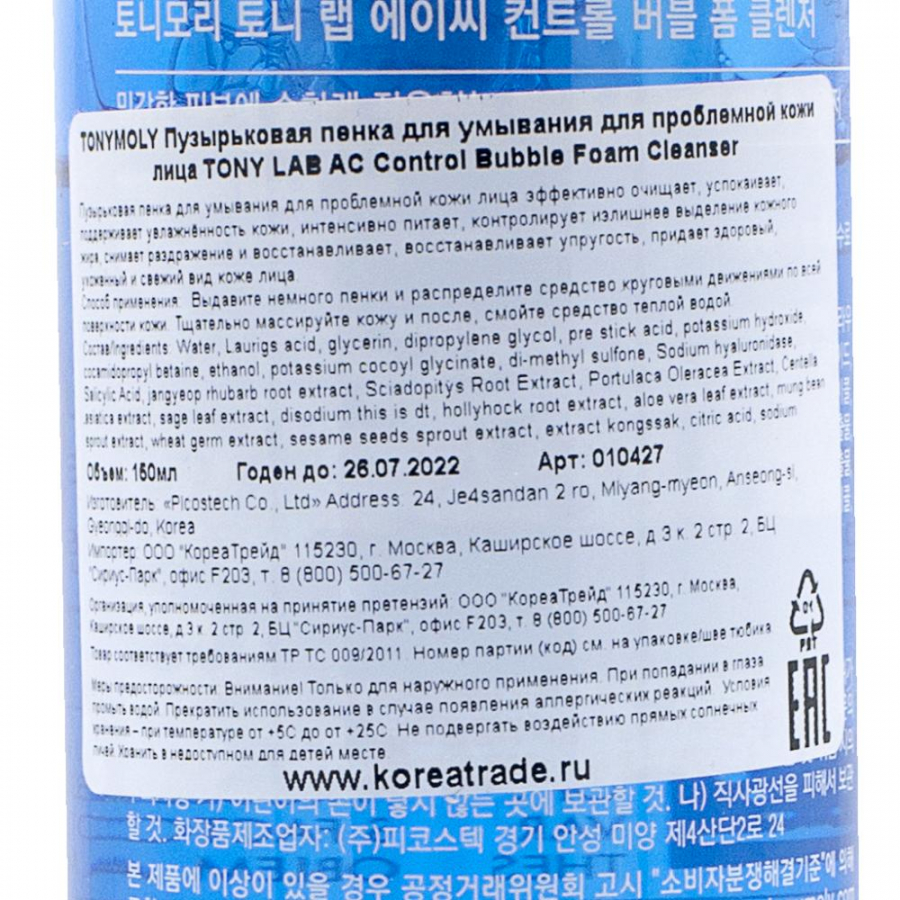 토니모리 토니 랩 에이씨 컨트롤 버블 폼 클렌저
TONYMOLY Пузырьковая пенка для умывания для проблемной кожи
лица TONY LAB AC Control Bubble Foam Cleanser
Пузырьковая пенка для умывания для проблемной кожи лица эффективно очищает, успокаивает,
поддерживает увлажнённость кожи, интенсивно питает, контролирует излишнее выделение кожного
жира, снимает раздражение и восстанавливает, восстанавливает упругость, придает здоровый,
ухоженный и свежий вид коже лица.
Способ применения: Выдавите немного пенки и распределите средство круговыми движениями по всей
поверхности кожи. Тщательно массируйте кожу и после, смойте средство теплой водой.
Состав/Ingredients: Water, Laurigs acid, glycerin, dipropylene glycol, pre stick acid, potassium hydroxide,
cocamidopropyl betaine, ethanol, potassium cocoyl glycinate, di-methyl sulfone, Sodium hyaluronidase,
Salicylic Acid, jangyeop rhubarb root extract, Sciadopitys Root Extract, Portulaca Oleracea Extract, Centella
asiatica extract, sage leaf extract, disodium this is dt, hollyhock root extract, aloe vera leaf extract, mung bean
sprout extract, wheat germ extract, sesame seeds sprout extract, extract kongssak, citric acid, sodium
Объем: 150мл Годен до: 26.07.2022 Арт: 010427
Изготовитель: «Picostech Co., Ltd» Address: 24, Je4sandan 2 ro, Miyang-myeon, Anseong-si,
Gyeonggi-do, Korea
Импортер: ООО "КореаТрейд" 115230, г. Москва, Каширское шоссе, д 3 к. 2 стр. 2, БЦ
"Сириус-Парк", офис F203, т. 8 (800) 500-67-27
Организация, уполномоченная на принятие претензий: ООО "КореаТрейд" 115230, г. Москва,
Каширское шоссе, д 3 к. 2 стр. 2, БЦ "Сириус-Парк", офис F203, т. 8 (800) 500-67-27
Товар соответствует требованиям ТР ТС 009/2011. Номер партии (код) см. на упаковке/шве тюбика
Меры предосторожности: Внимание! Только для наружного применения. При попадании в глаза
промыть водой. Прекратить использование в случае появления аллергических реакций. Условия
хранения – при температуре от +5С до от +25С. Не подвергать воздействию прямых солнечных
лучей. Хранить в недоступном для детей месте.
EAC
www.koreatrade.ru
닿지 않는 곳에 보관할 것. 나) 직사광선을 피해서 보관
할 것. 화장품제조업자: (주)피코스텍 경기 안성 미양 제4산단2로 24
본 제품에 이상이 있을 경우 공정거래위원회 고시 "소비자분쟁해결기준"에 의해